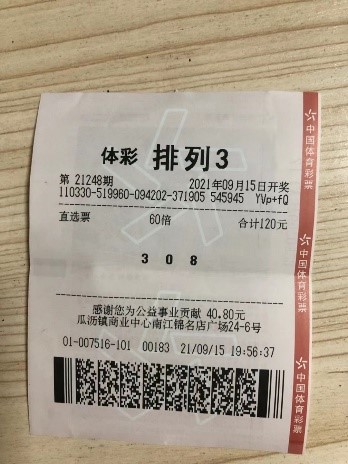 体彩 排列3
第 21248期 2021年09月15日开奖
110330-519960-094202-371905 545945 YVp+fQ
直选票 60倍 合计120元
3 0 8
感谢您为公益事业贡献 40.80元
瓜沥镇商业中心南江锦名店广场24-6号
01-007516-101 00183 21/09/15 19:56:37
中国体育彩票
中国体育彩票
中国体育彩票